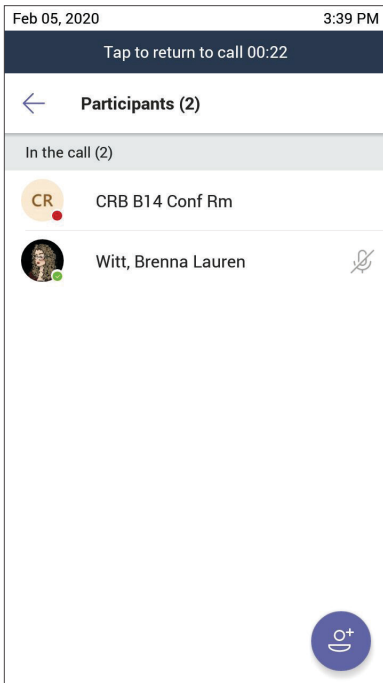 Feb 05, 2020 3:39 PM
Tap to return to call 00:22
Participants (2)
In the call (2)
CR CRB B14 Conf Rm
Witt, Brenna Lauren